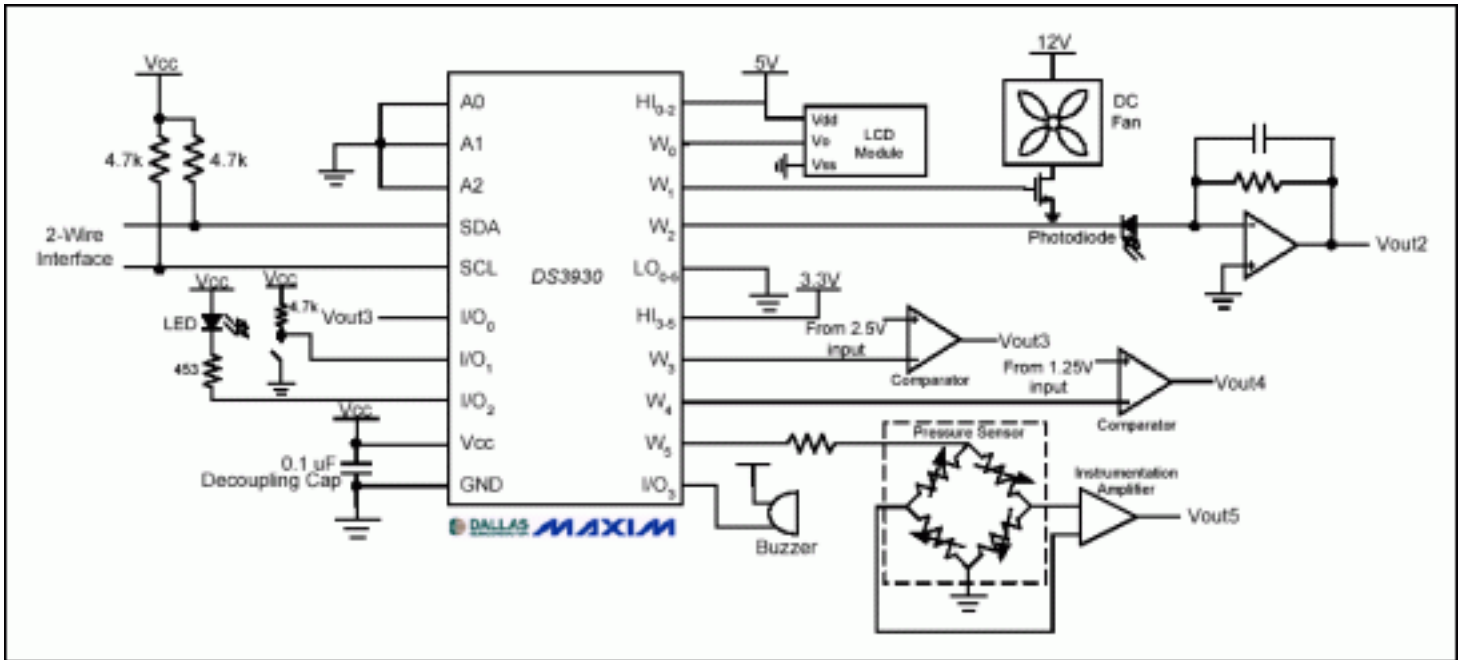 Vcc
4.7k
4.7k
2-Wire
Interface
Vcc
LED
453
Vcc
4.7k
Vout3
Vcc
0.1 uF
Decoupling Cap
A0
A1
A2
SDA
SCL
I/O0
I/O1
I/O2
Vcc
GND
DS3930
HI0-2
W0
W1
W2
LO0-5
HI3-5
W3
W4
W5
I/O3
DALLAS
MAXIM
5V
Vdd
Vo
Vss
LCD
Module
12V
DC
Fan
Photodiode
Vout2
3.3V
From 2.5V
input
Vout3
Comparator
From 1.25V
input
Vout4
Comparator
Pressure Sensor
Instrumentation
Amplifier
Vout5
Buzzer